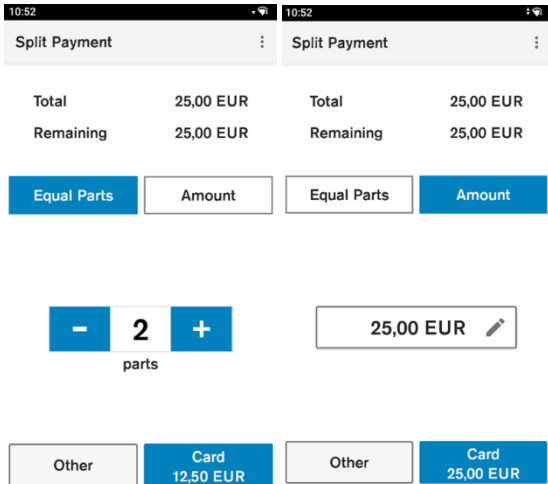 10:52
Split Payment
Total 25,00 EUR
Remaining 25,00 EUR
Equal Parts Amount
- 2 +
parts
Other Card
12,50 EUR
10:52
Split Payment
Total 25,00 EUR
Remaining 25,00 EUR
Equal Parts Amount
25,00 EUR
Other Card
25,00 EUR